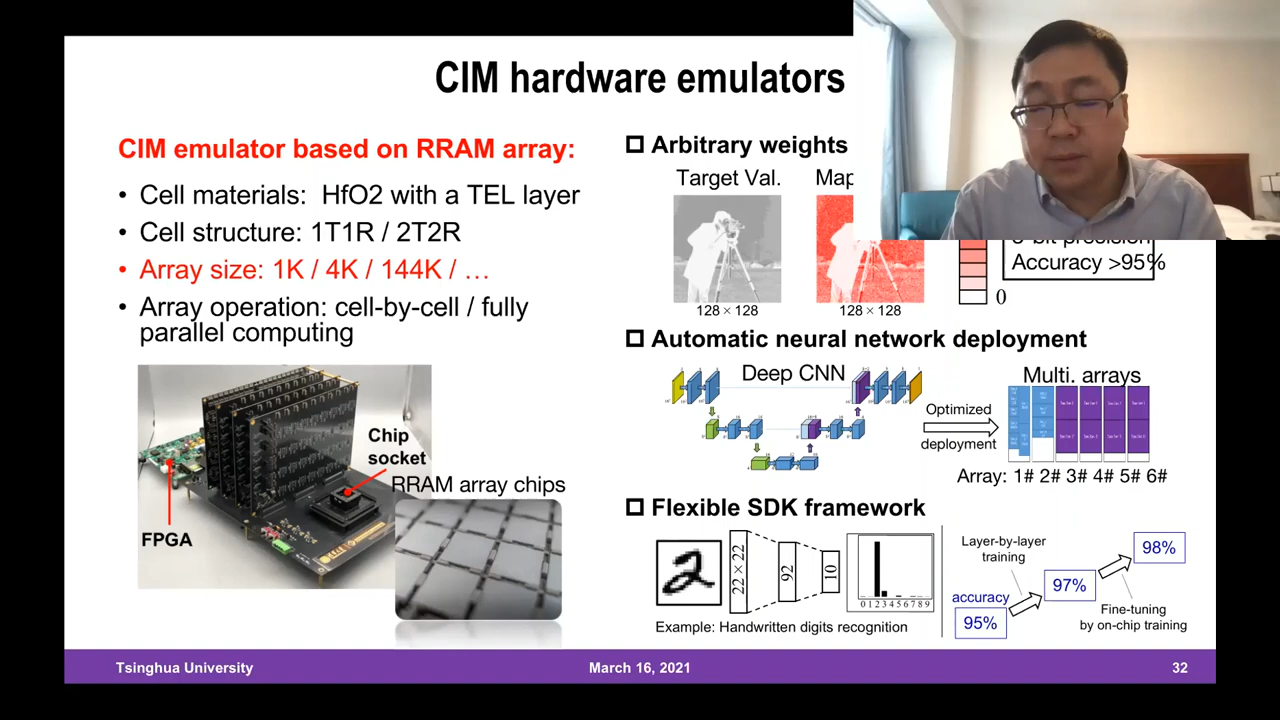 CIM hardware emulators
CIM emulator based on RRAM array:
• Cell materials: HfO2 with a TEL layer
• Cell structure: 1T1R / 2T2R
• Array size: 1K / 4K / 144K / …
• Array operation: cell-by-cell / fully
parallel computing
Chip
socket
RRAM array chips
FPGA
Arbitrary weights
Target Val.
Map
128 × 128
128 × 128
0
Accuracy >95%
Automatic neural network deployment
Deep CNN
Optimized
deployment
Multi. arrays
Array: 1# 2# 3# 4# 5# 6#
Flexible SDK framework
22 × 22
92
10
0 1 2 3 4 5 6 7 8 9
Example: Handwritten digits recognition
Layer-by-layer
training
accuracy
95%
97%
98%
Fine-tuning
by on-chip training
Tsinghua University
March 16, 2021
32